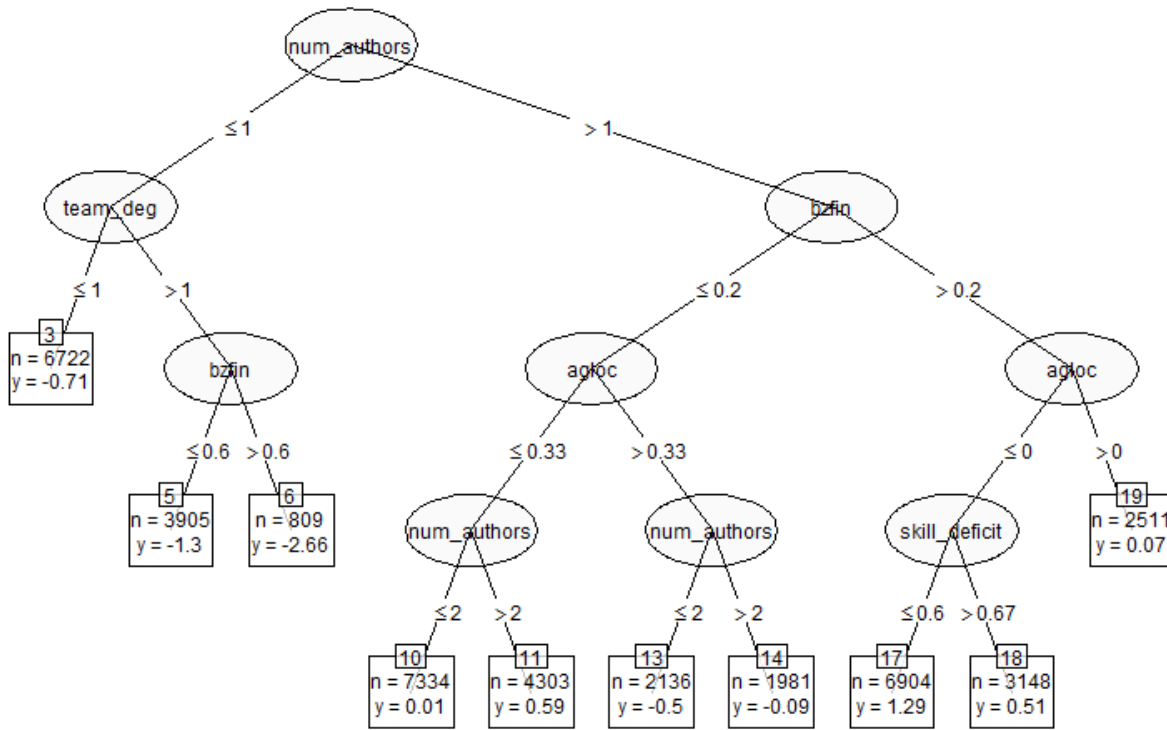 num_authors
≤ 1
> 1
team_deg
bzfin
≤ 1
> 1
≤ 0.2
> 0.2
3
n = 6722
y = -0.71
bzfin
agloc
agloc
≤ 0.6
> 0.6
≤ 0.33
> 0.33
≤ 0
> 0
5
n = 3905
y = -1.3
6
n = 809
y = -2.66
num_authors
num_authors
skill_deficit
19
n = 2511
y = 0.07
≤ 2
> 2
≤ 2
> 2
≤ 0.6
> 0.67
10
n = 7334
y = 0.01
11
n = 4303
y = 0.59
13
n = 2136
y = -0.5
14
n = 1981
y = -0.09
17
n = 6904
y = 1.29
18
n = 3148
y = 0.51